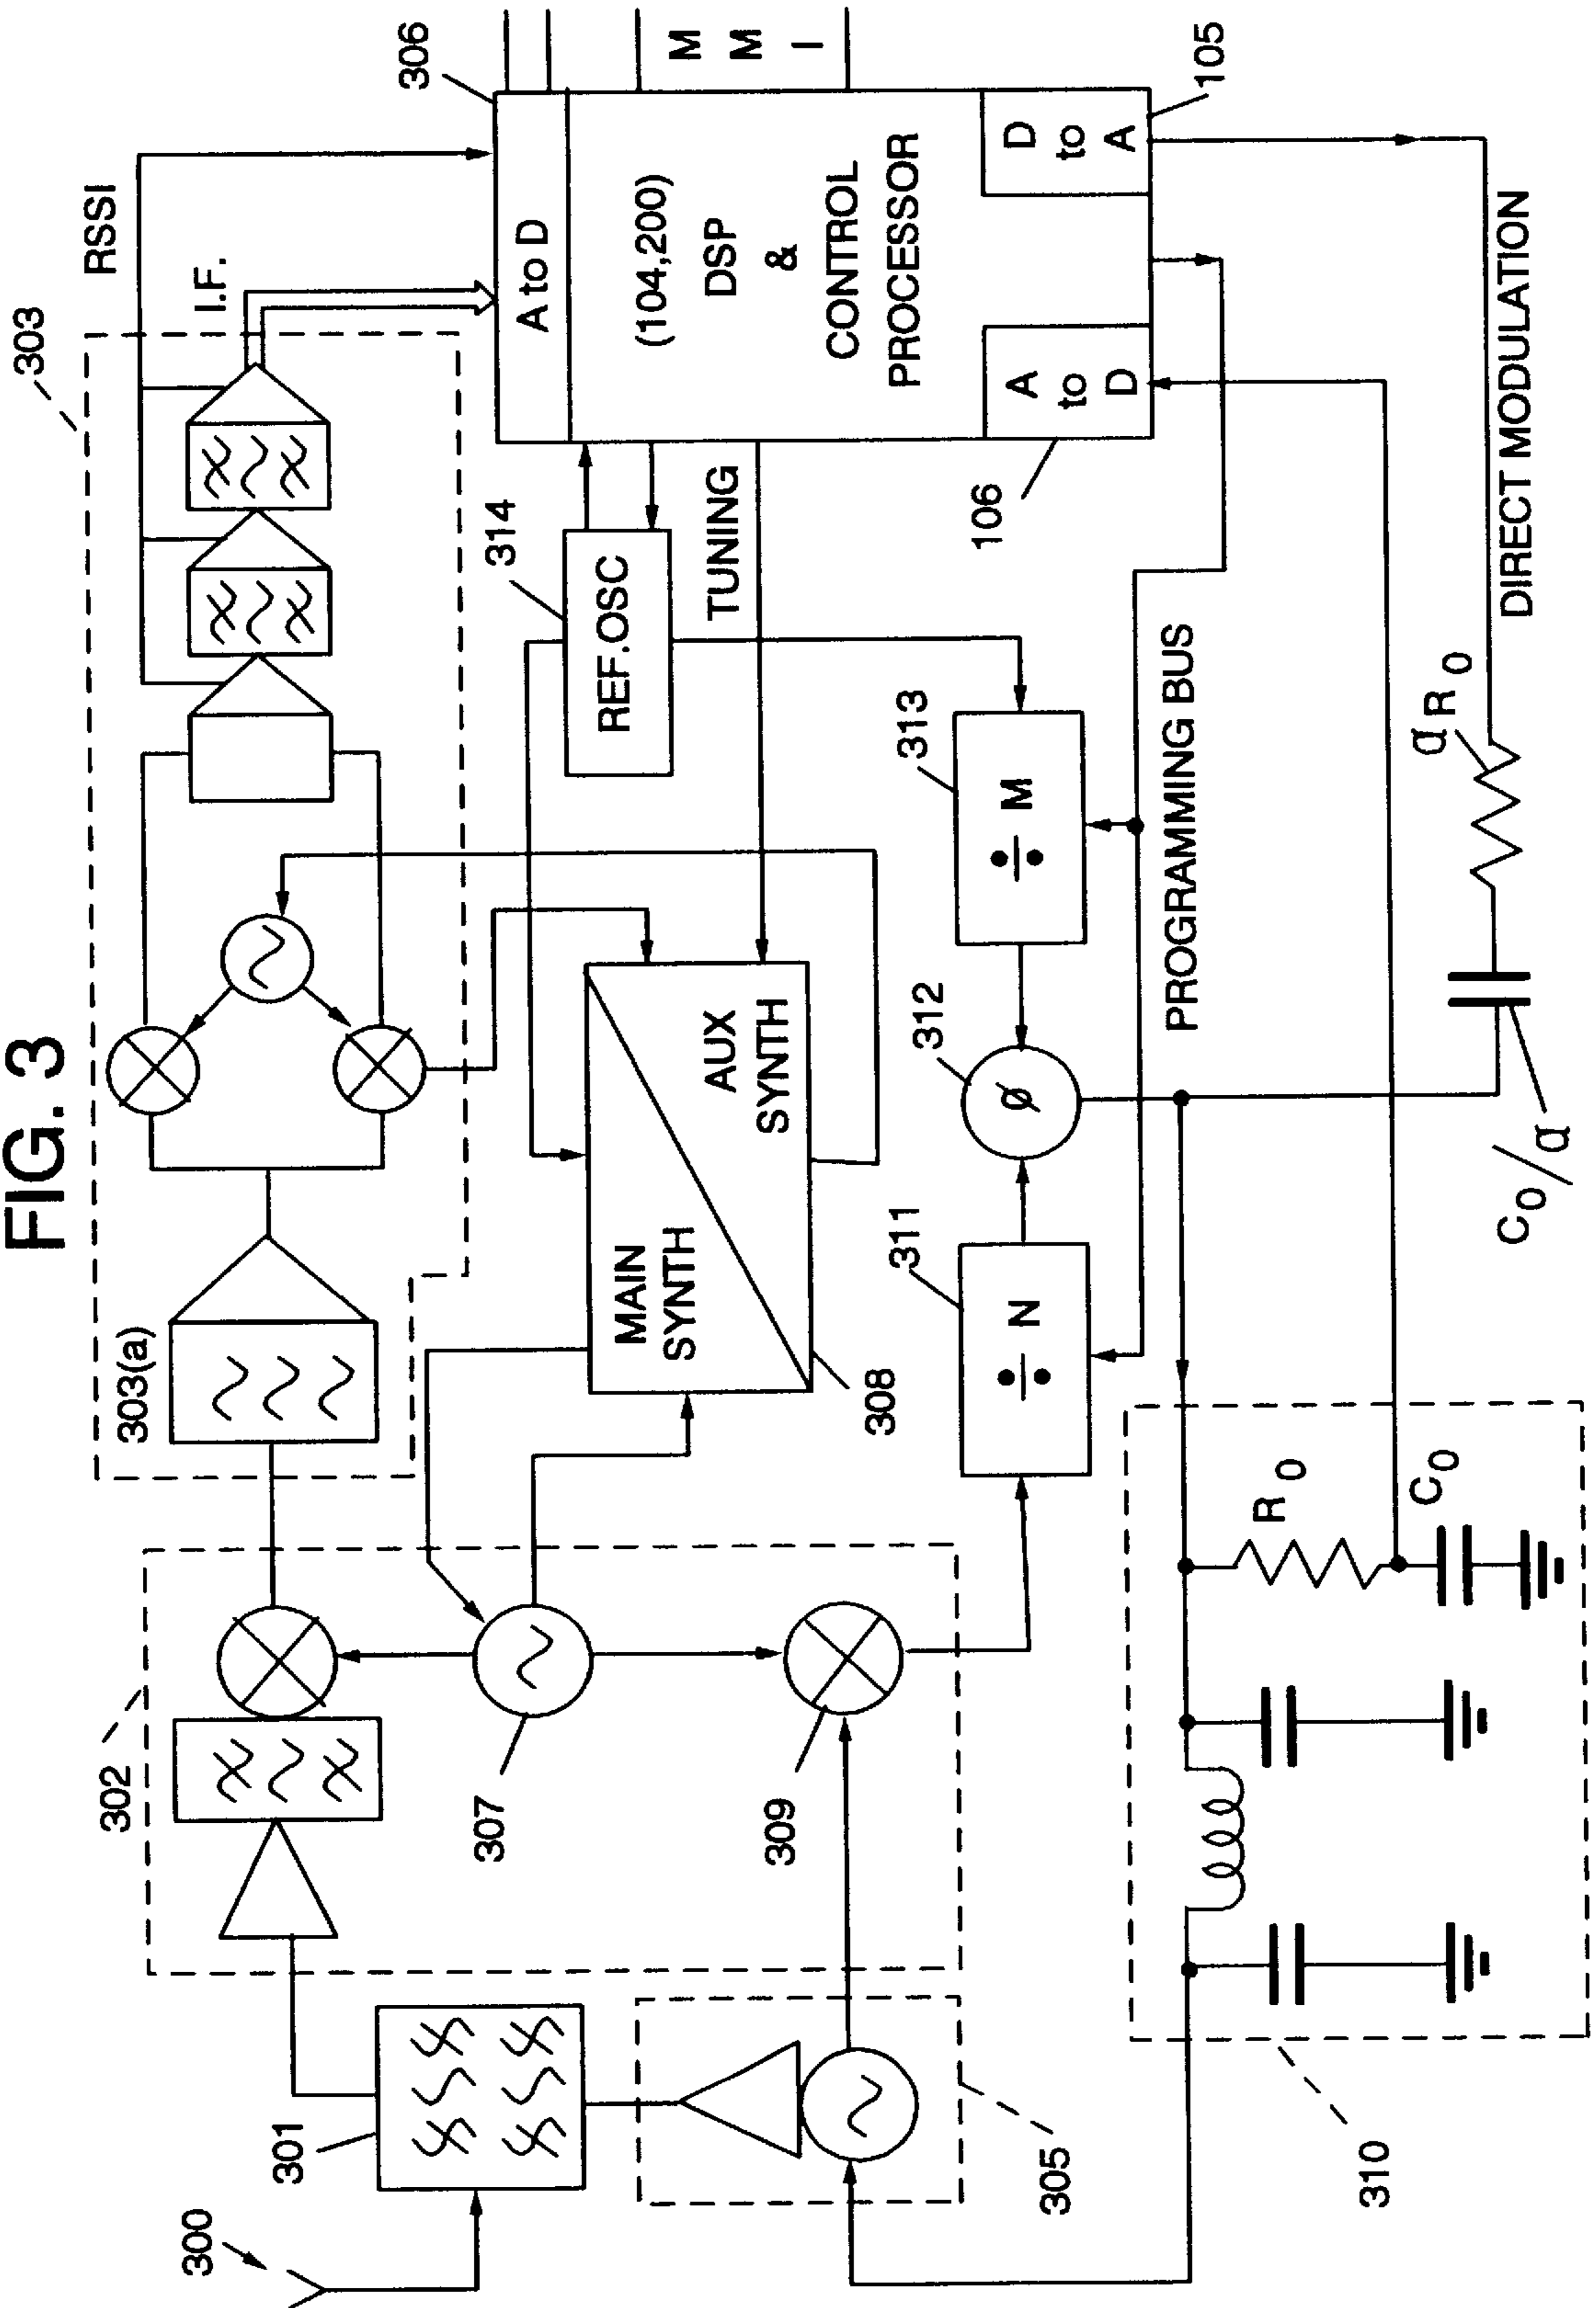 FIG. 3
300
301
302
303
303(a)
RSSI
I.F.
306
A to D
(104,200)
DSP
&
CONTROL
PROCESSOR
M
M
I
A
to
D
D
to
A
105
106
314
REF.OSC
TUNING
MAIN
SYNTH
AUX
SYNTH
308
307
309
305
311
÷ N
312
ø
313
÷ M
PROGRAMING BUS
DIRECT MODULATION
αR0
C0/α
R0
C0
310